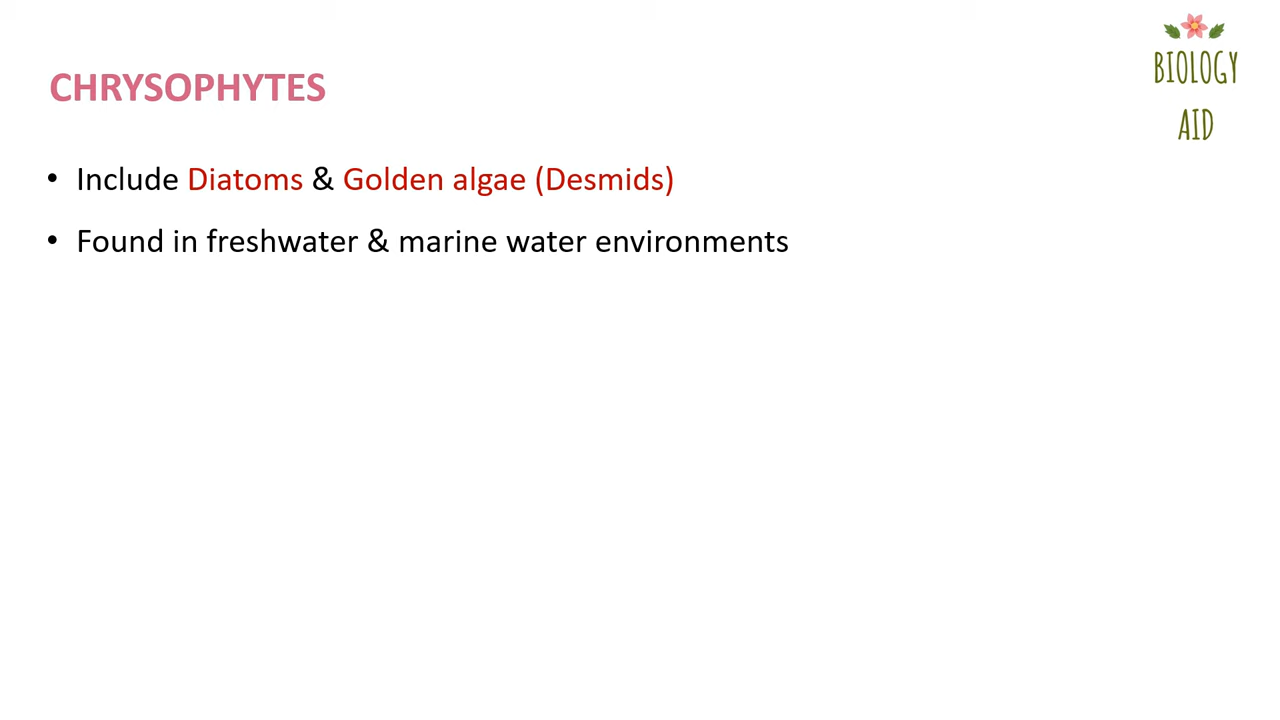 BIOLOGY
AID
CHRYSOPHYTES
• Include Diatoms & Golden algae (Desmids)
• Found in freshwater & marine water environments